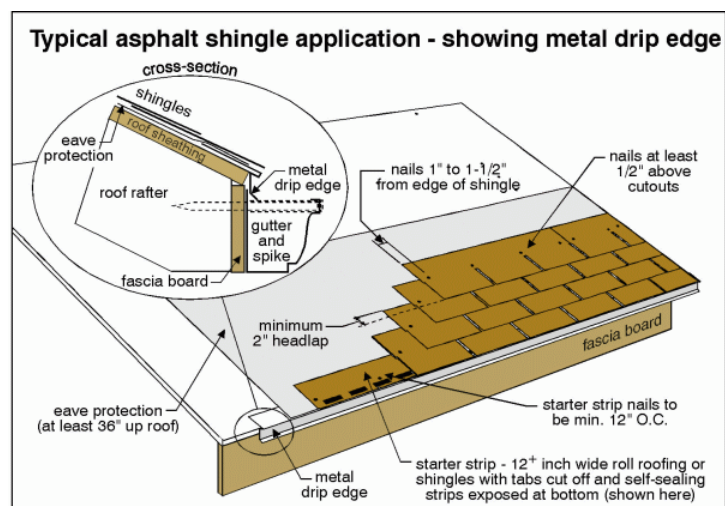 Typical asphalt shingle application - showing metal drip edge
cross-section
shingles
eave
protection
roof sheathing
roof rafter
metal
drip edge
gutter
and
spike
fascia board
nails 1" to 1-1/2"
from edge of shingle
nails at least
1/2" above
cutouts
minimum
2" headlap
fascia board
eave protection
(at least 36" up roof)
starter strip nails to
be min. 12" O.C.
metal
drip edge
starter strip - 12+ inch wide roll roofing or
shingles with tabs cut off and self-sealing
strips exposed at bottom (shown here)